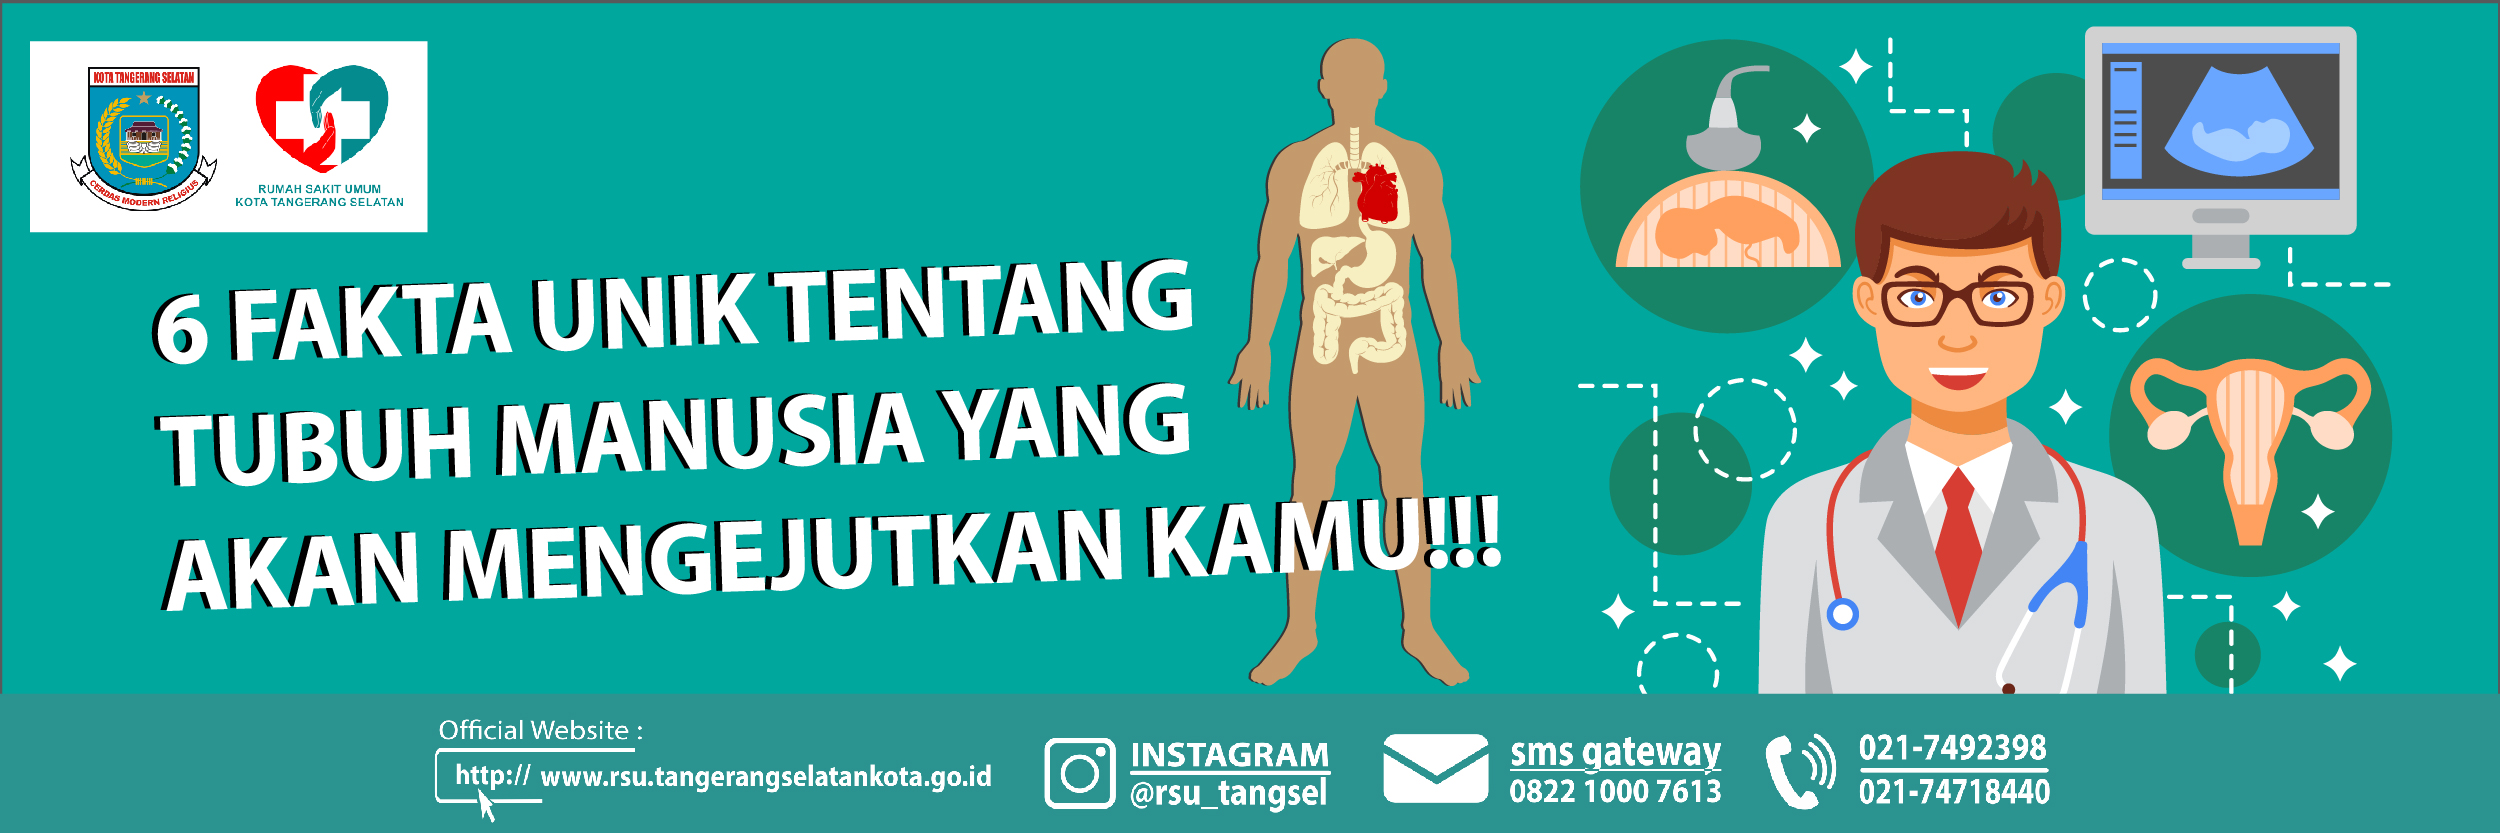 KOTA TANGERANG SELATAN
CERDAS MODERN RELIGIUS
RUMAH SAKIT UMUM
KOTA TANGERANG SELATAN
6 FAKTA UNIK TENTANG
TUBUH MANUSIA YANG
AKAN MENGEJUTKAN KAMU!!!!
Official Website :
http:// www.rsu.tangerangselatankota.go.id
INSTAGRAM
@rsu_tangsel
sms gateway
0822 1000 7613
021-7492398
021-74718440